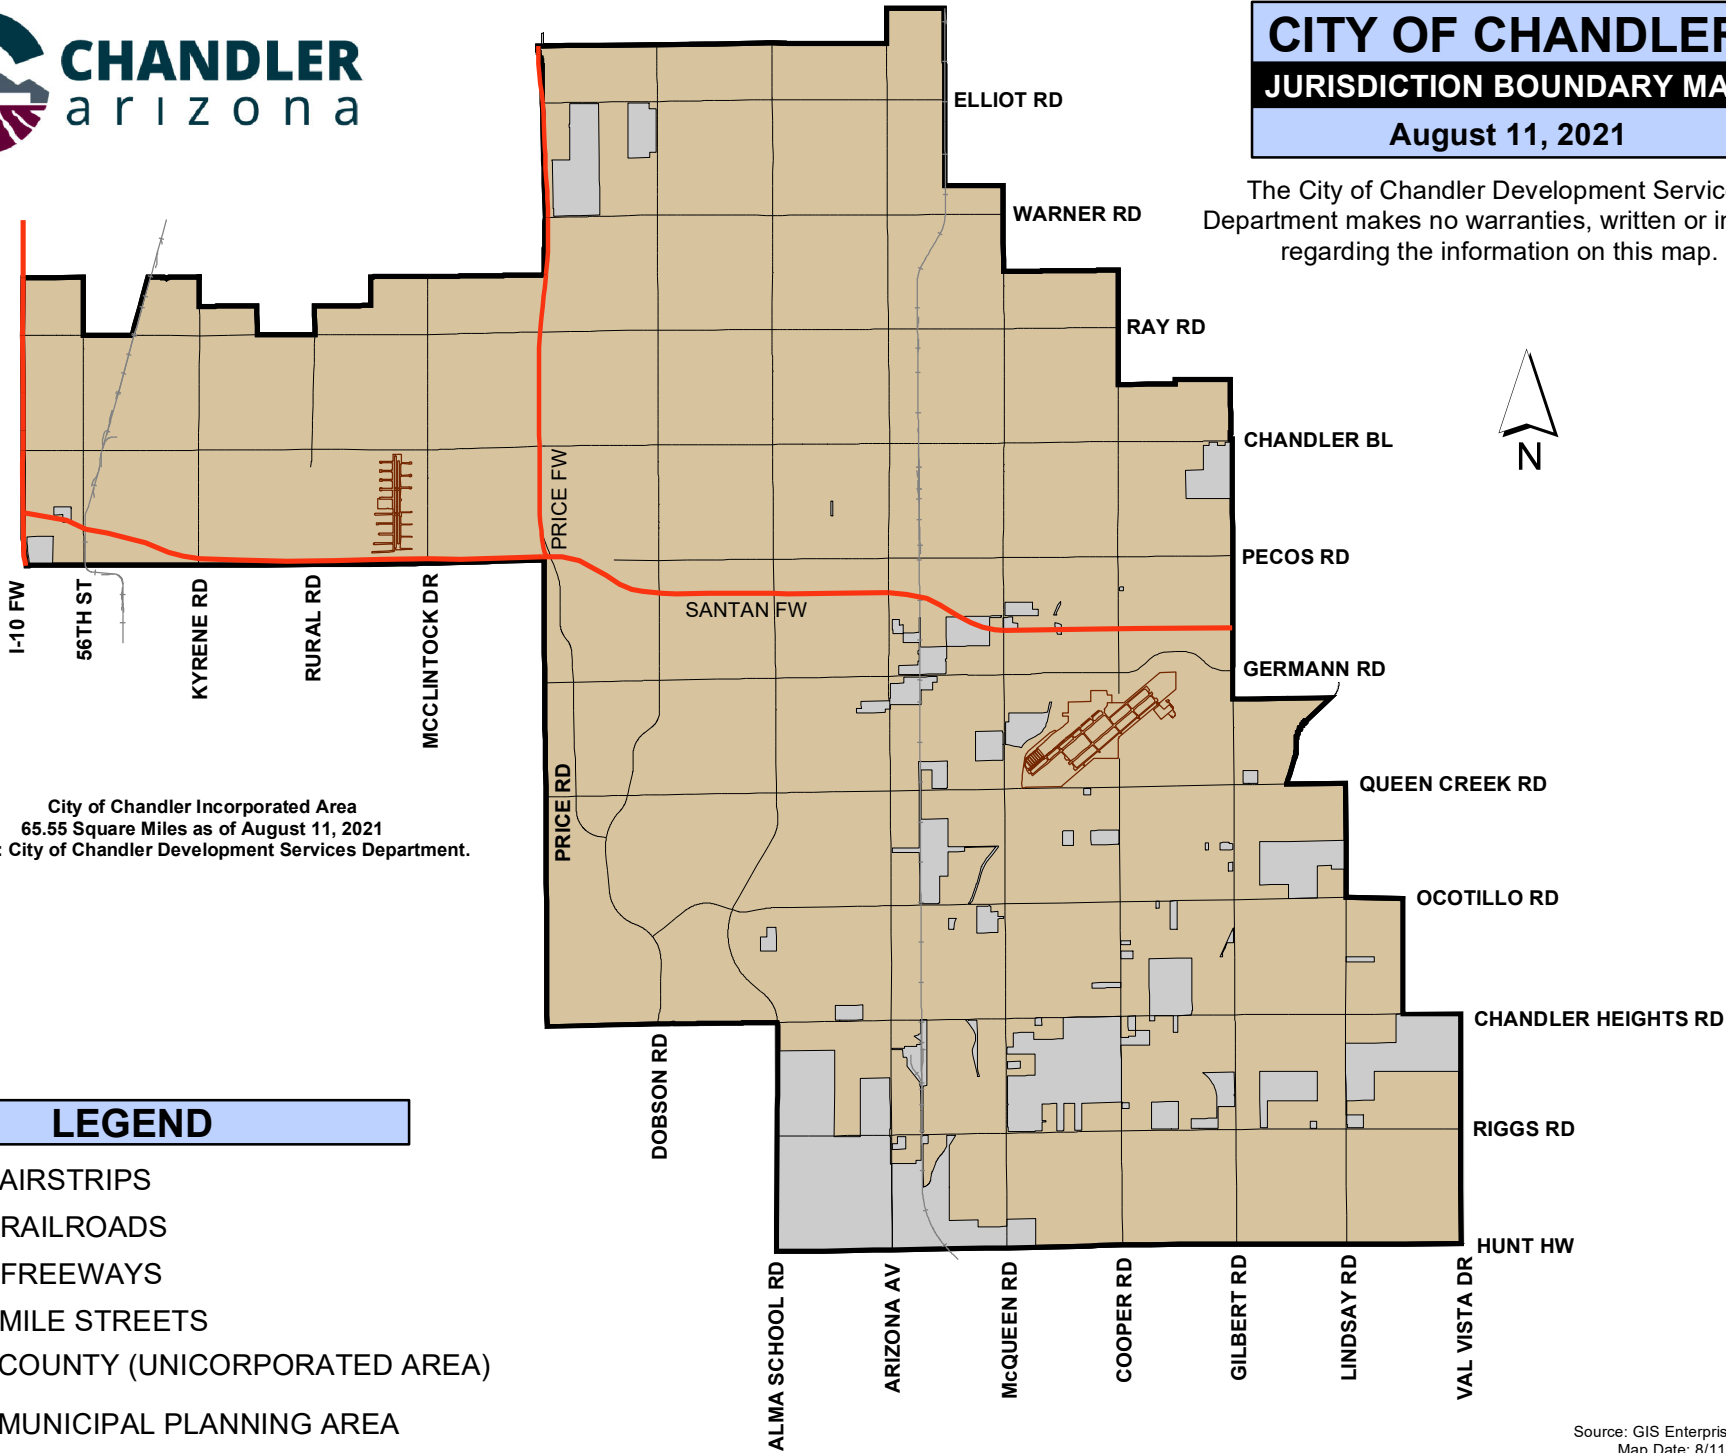 CHANDLER
arizona
CITY OF CHANDLER
JURISDICTION BOUNDARY MA
August 11, 2021
The City of Chandler Development Servic
Department makes no warranties, written or i
regarding the information on this map.
N
ELLIOT RD
WARNER RD
RAY RD
CHANDLER BL
PECOS RD
GERMANN RD
QUEEN CREEK RD
OCOTILLO RD
CHANDLER HEIGHTS RD
RIGGS RD
HUNT HW
PRICE FW
SANTAN FW
I-10 FW
56TH ST
KYRENE RD
RURAL RD
MCCLINTOCK DR
PRICE RD
DOBSON RD
ALMA SCHOOL RD
ARIZONA AV
McQUEEN RD
COOPER RD
GILBERT RD
LINDSAY RD
VAL VISTA DR
City of Chandler Incorporated Area
65.55 Square Miles as of August 11, 2021
: City of Chandler Development Services Department.
LEGEND
AIRSTRIPS
RAILROADS
FREEWAYS
MILE STREETS
COUNTY (UNICORPORATED AREA)
MUNICIPAL PLANNING AREA
Source: GIS Enterpris
Map Date: 8/11